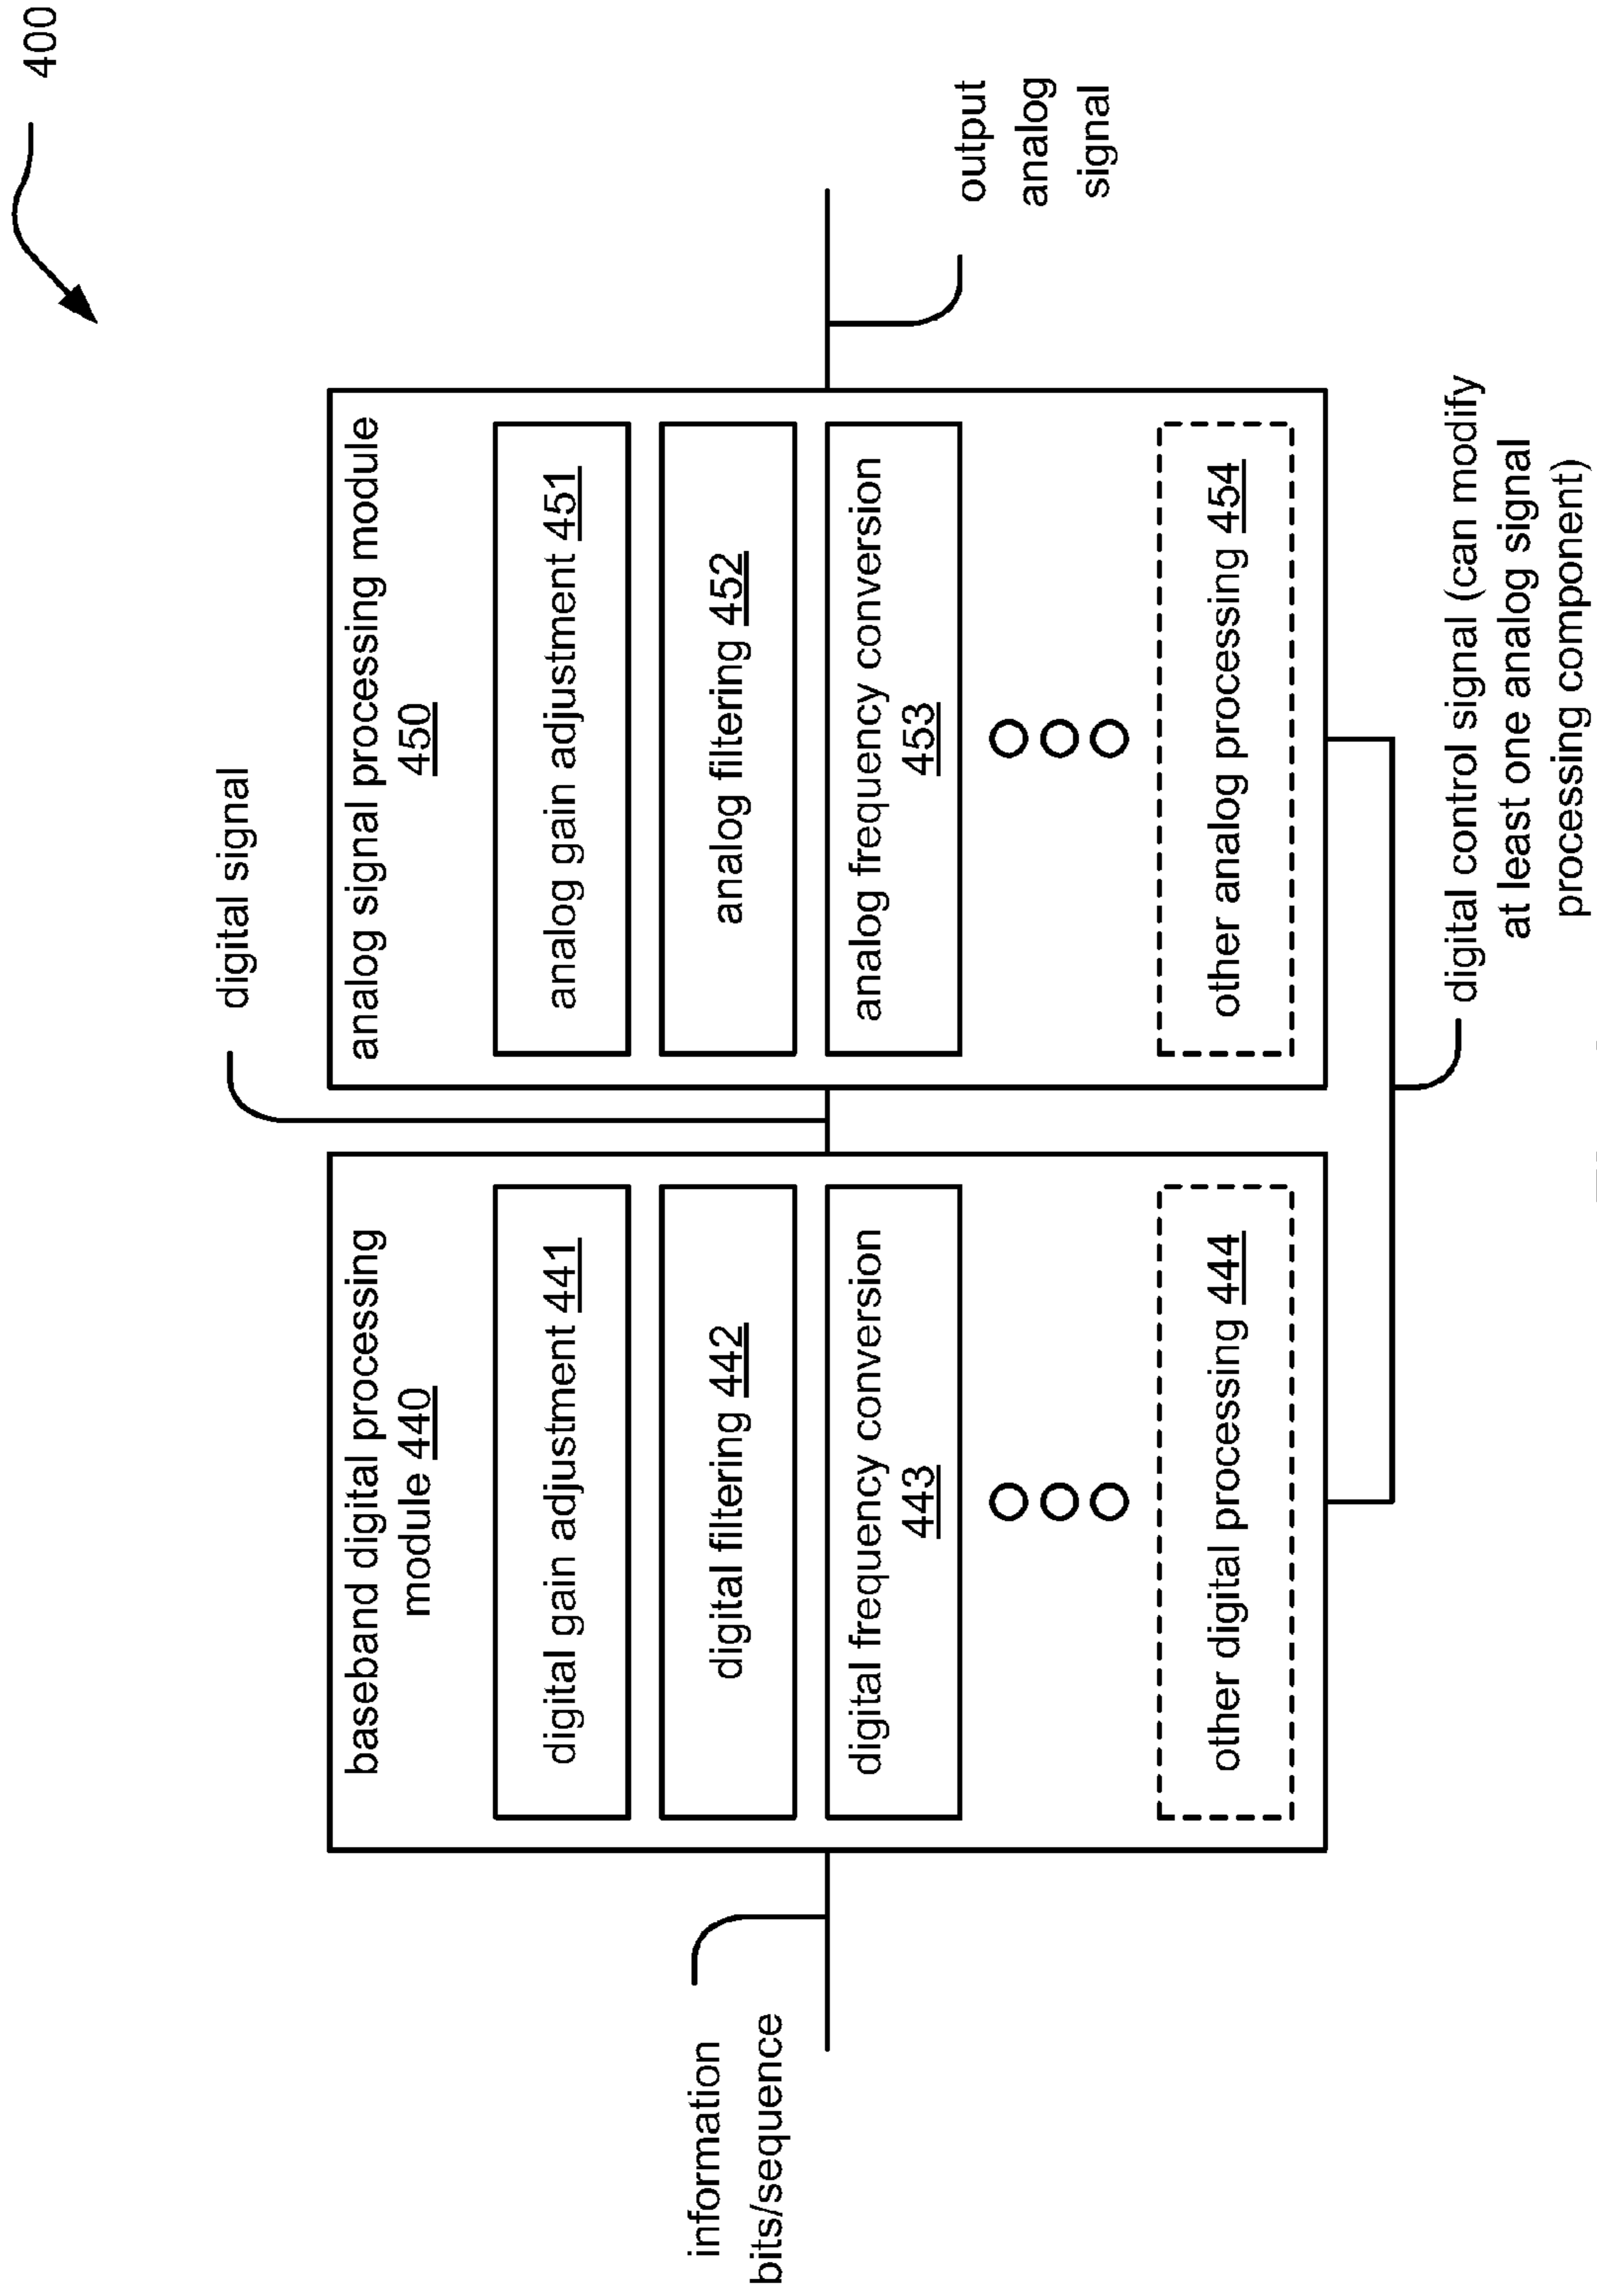 400
digital signal
baseband digital processing
module 440
digital gain adjustment 441
digital filtering 442
digital frequency conversion
443
other digital processing 444
analog signal processing module
450
analog gain adjustment 451
analog filtering 452
analog frequency conversion
453
other analog processing 454
information
bits/sequence
output
analog
signal
digital control signal (can modify
at least one analog signal
processing component)